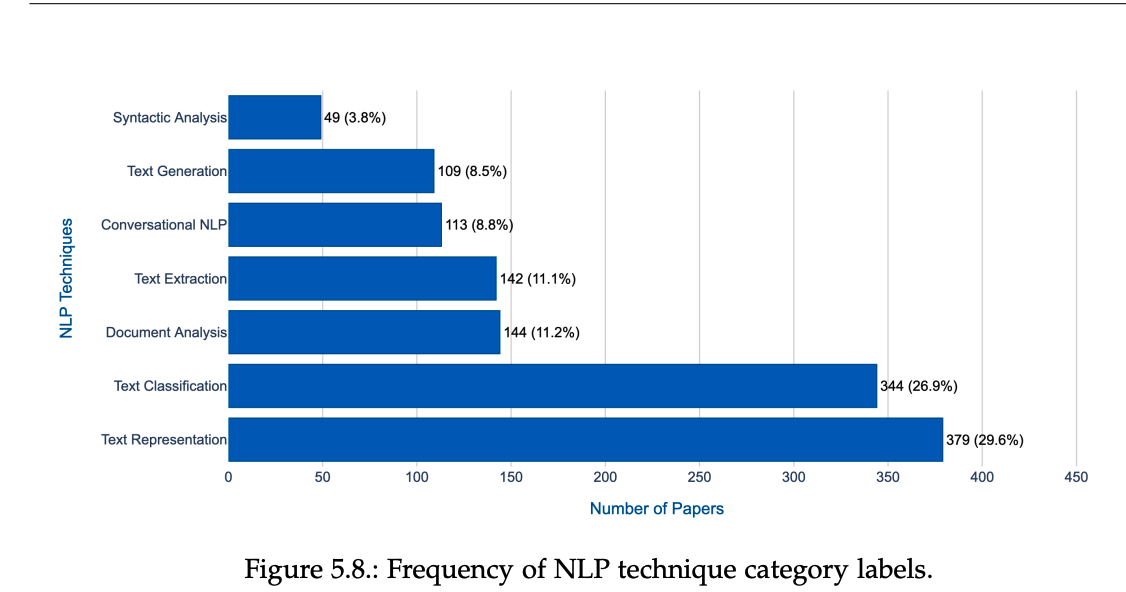 Syntactic Analysis 49 (3.8%)
Text Generation 109 (8.5%)
Conversational NLP 113 (8.8%)
Text Extraction 142 (11.1%)
Document Analysis 144 (11.2%)
Text Classification 344 (26.9%)
Text Representation 379 (29.6%)
NLP Techniques
0 50 100 150 200 250 300 350 400 450
Number of Papers
Figure 5.8.: Frequency of NLP technique category labels.